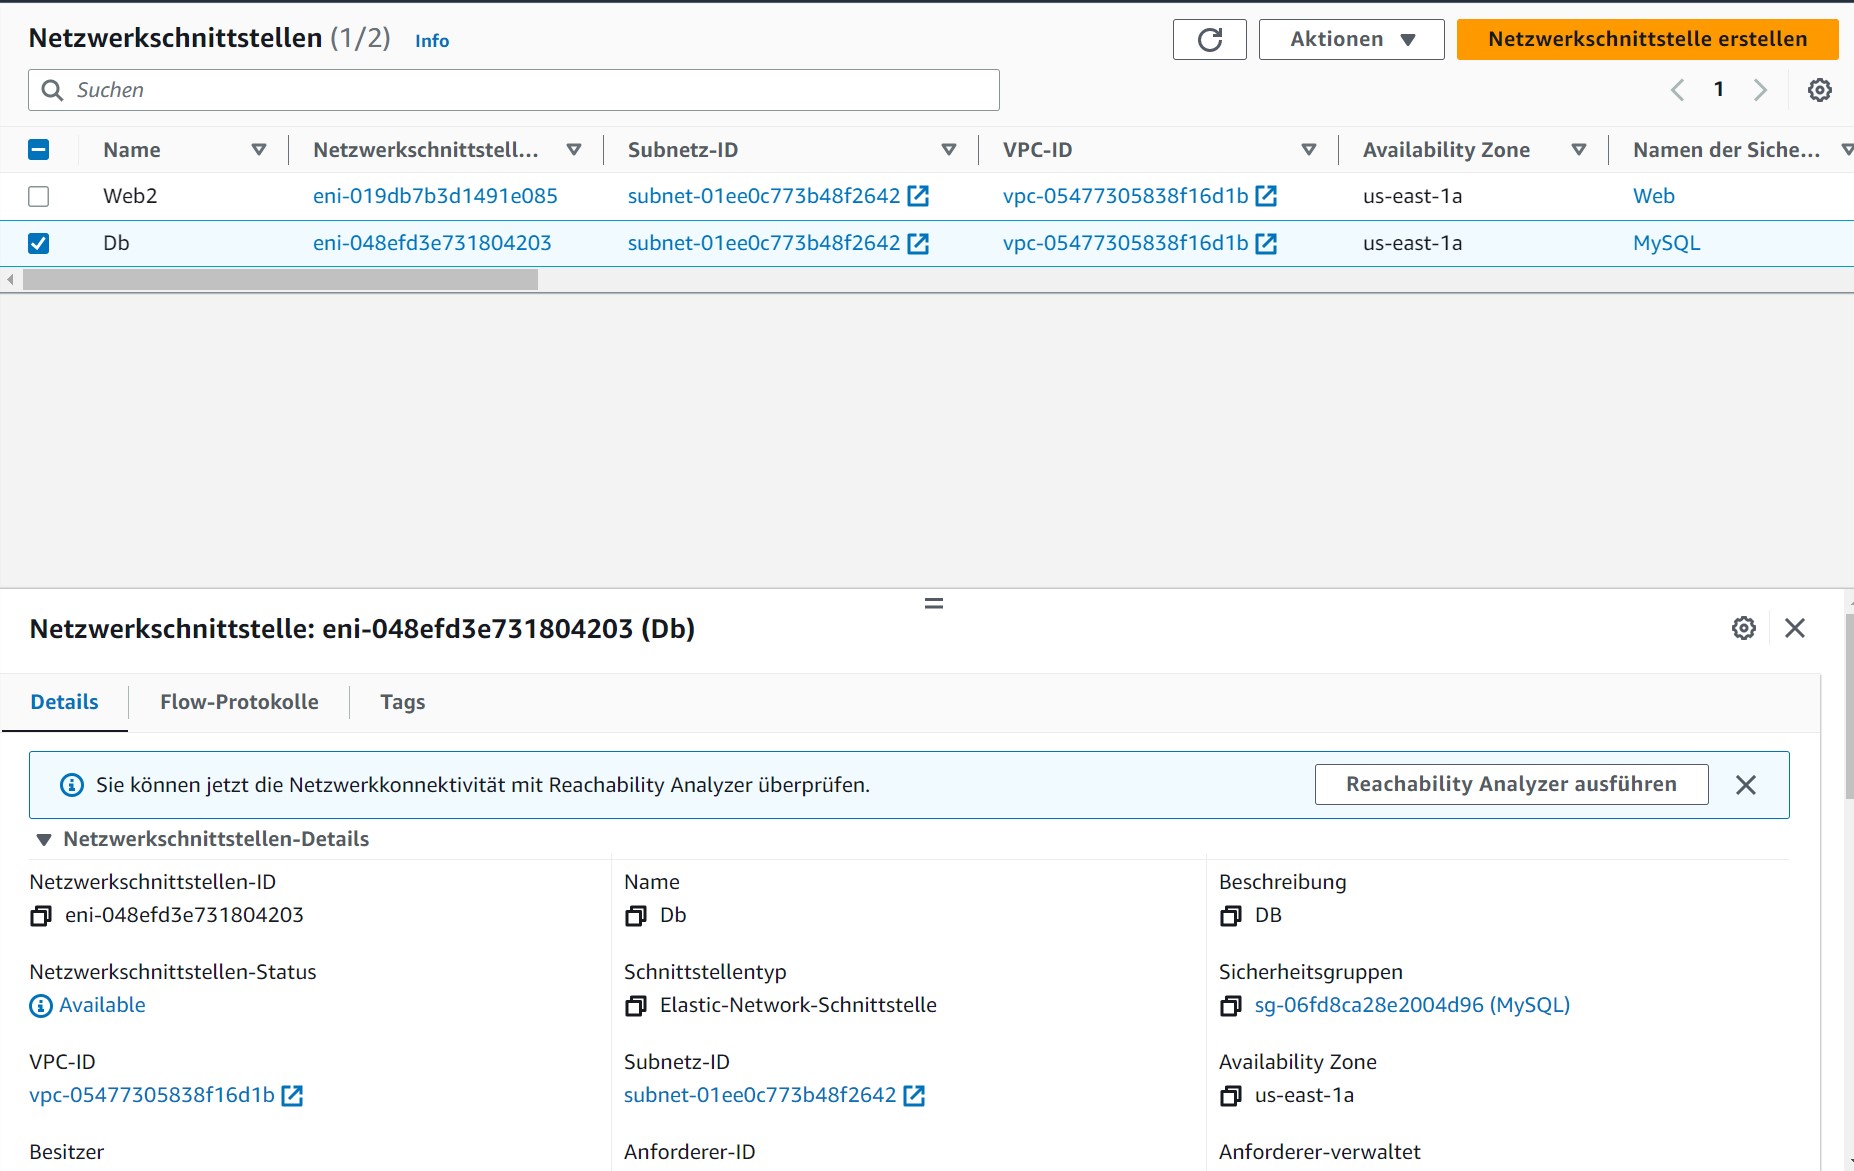 Netzwerkschnittstellen (1/2) Info
Aktionen
Netzwerkschnittstelle erstellen
Suchen
1
Name Netzwerkschnittstell... Subnetz-ID VPC-ID Availability Zone Namen der Siche...
Web2 eni-019db7b3d1491e085 subnet-01ee0c773b48f2642 vpc-05477305838f16d1b us-east-1a Web
Db eni-048efd3e731804203 subnet-01ee0c773b48f2642 vpc-05477305838f16d1b us-east-1a MySQL
Netzwerkschnittstelle: eni-048efd3e731804203 (Db)
Details Flow-Protokolle Tags
Sie können jetzt die Netzwerkkonnektivität mit Reachability Analyzer überprüfen.
Reachability Analyzer ausführen
Netzwerkschnittstellen-Details
Netzwerkschnittstellen-ID Name Beschreibung
eni-048efd3e731804203 Db DB
Netzwerkschnittstellen-Status Schnittstellentyp Sicherheitsgruppen
Available Elastic-Network-Schnittstelle sg-06fd8ca28e2004d96 (MySQL)
VPC-ID Subnetz-ID Availability Zone
vpc-05477305838f16d1b subnet-01ee0c773b48f2642 us-east-1a
Besitzer Anforderer-ID Anforderer-verwaltet